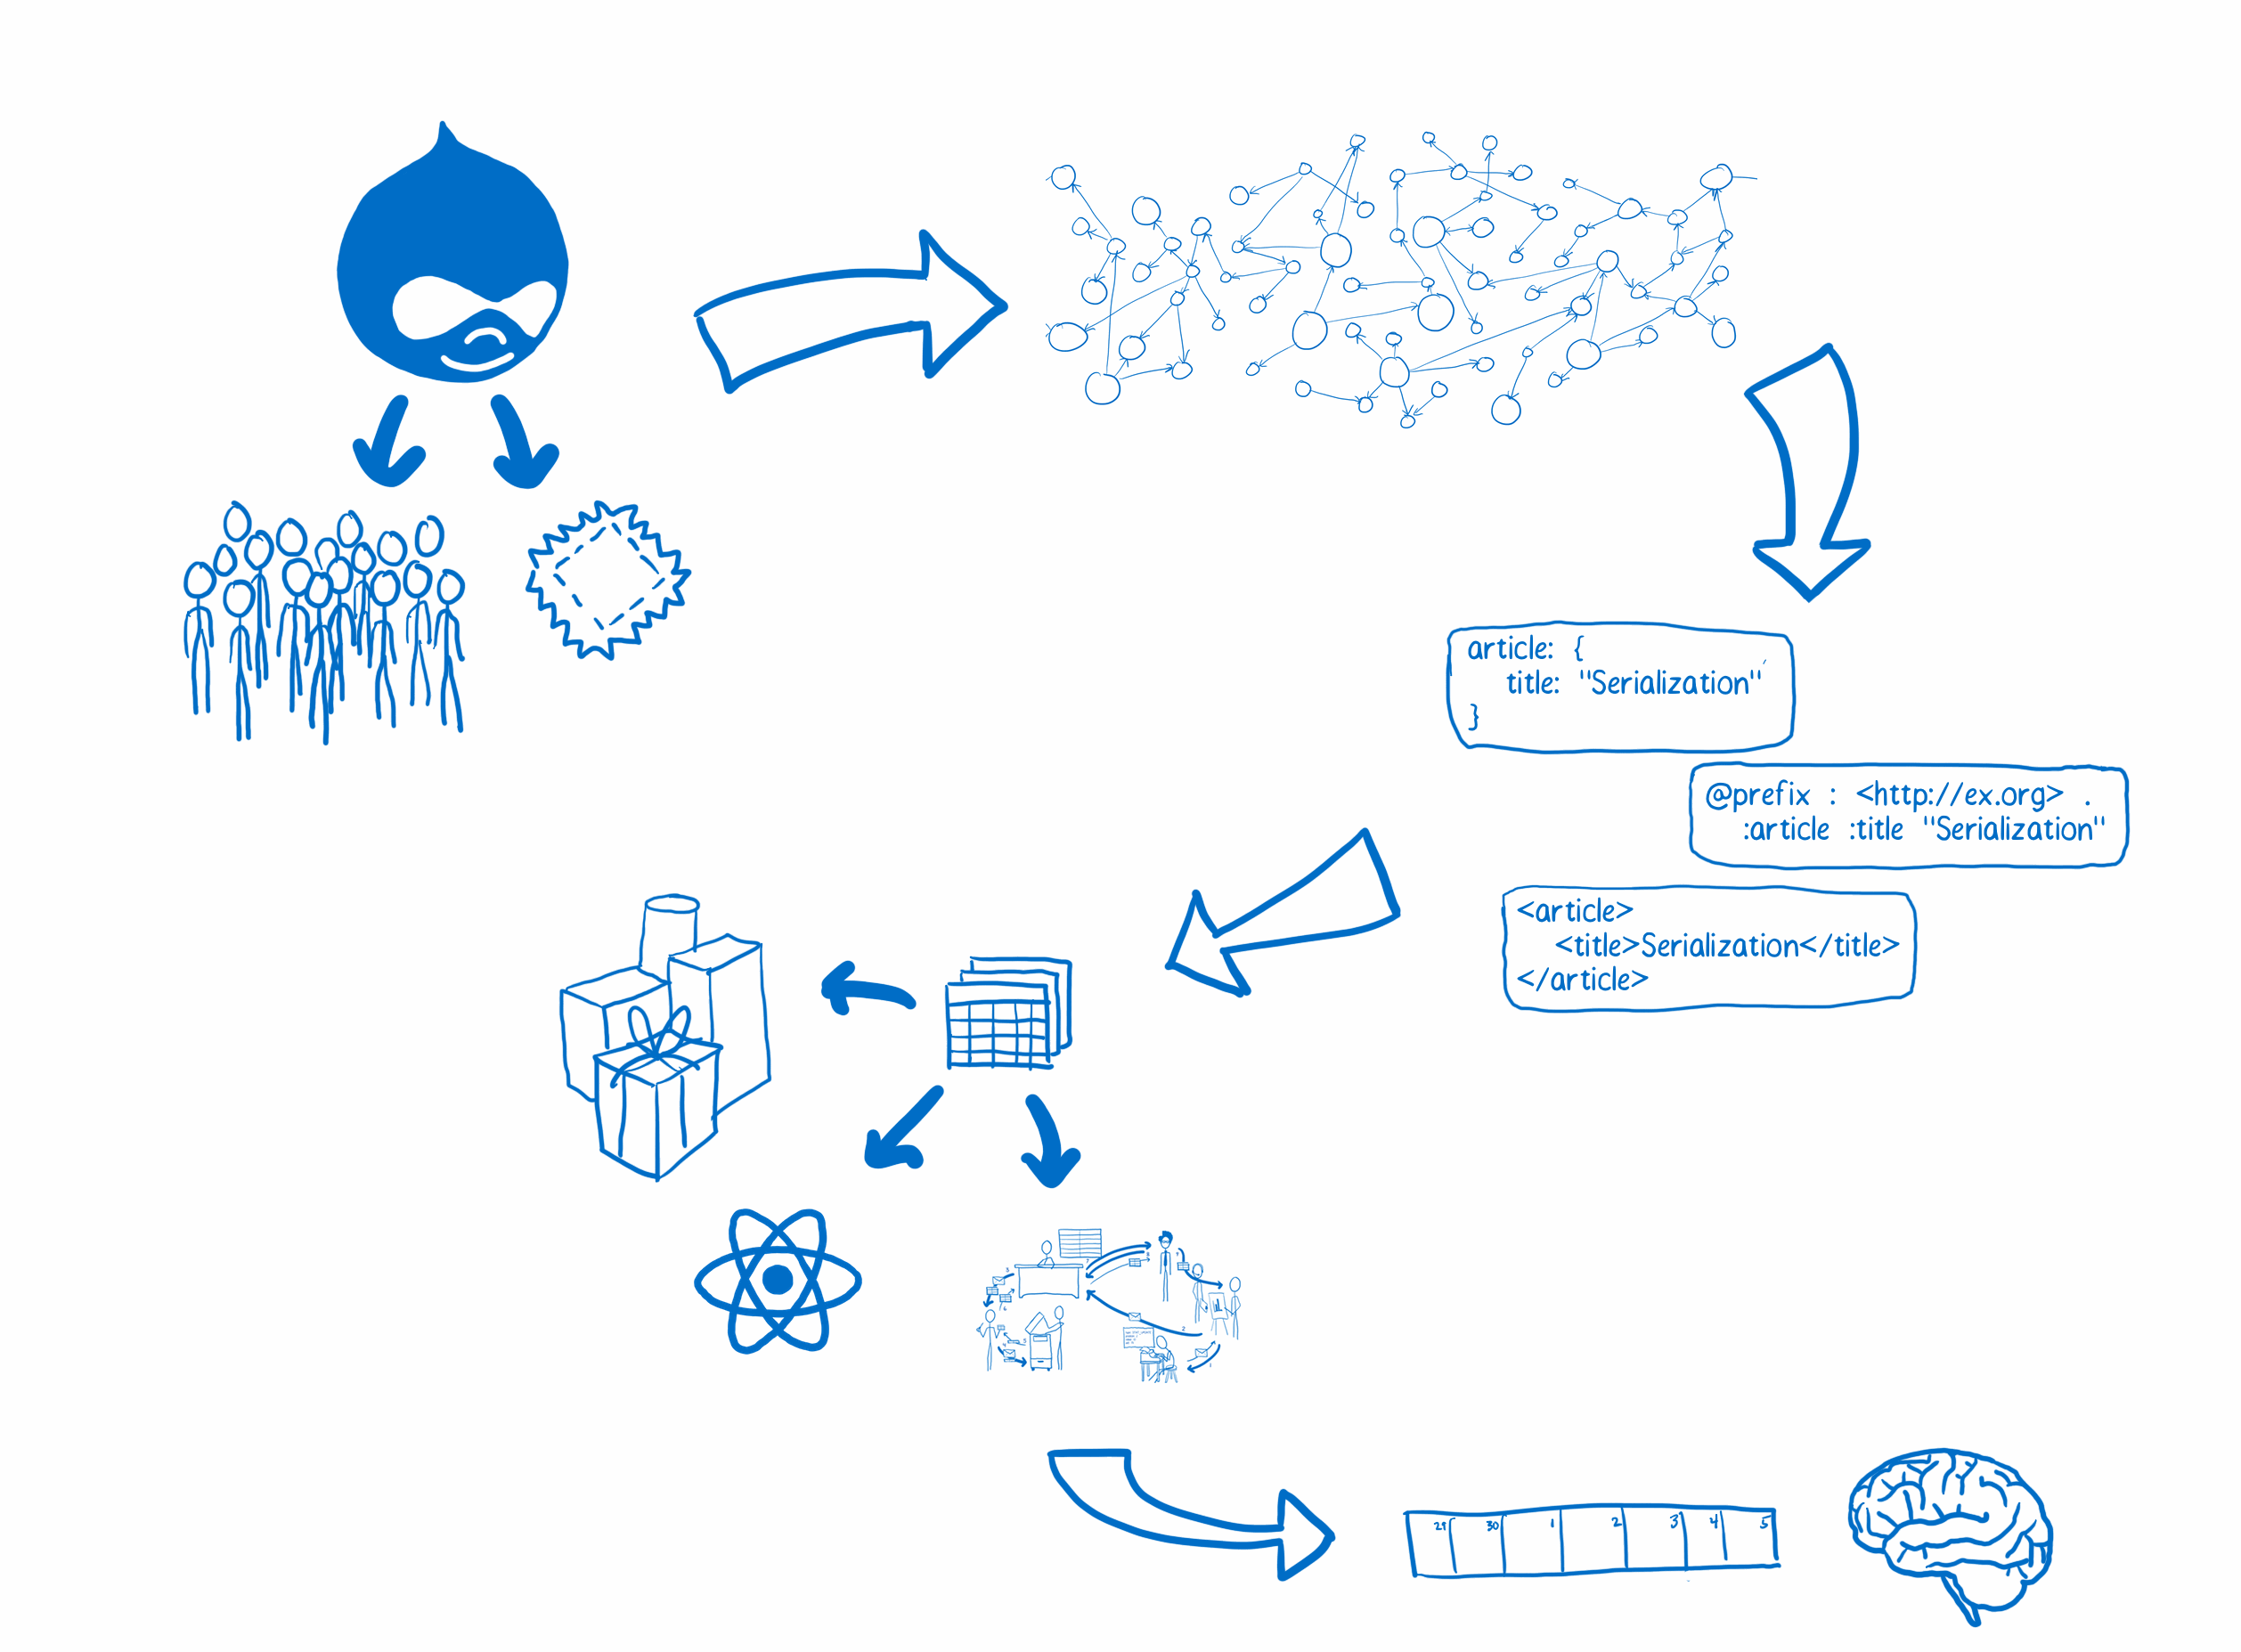 article: {
title: "Serialization"
}
@prefix : <http://ex.org> .
:article :title "Serialization"
<article>
<title>Serialization</title>
</article>
29 30 1 2 3 4 5